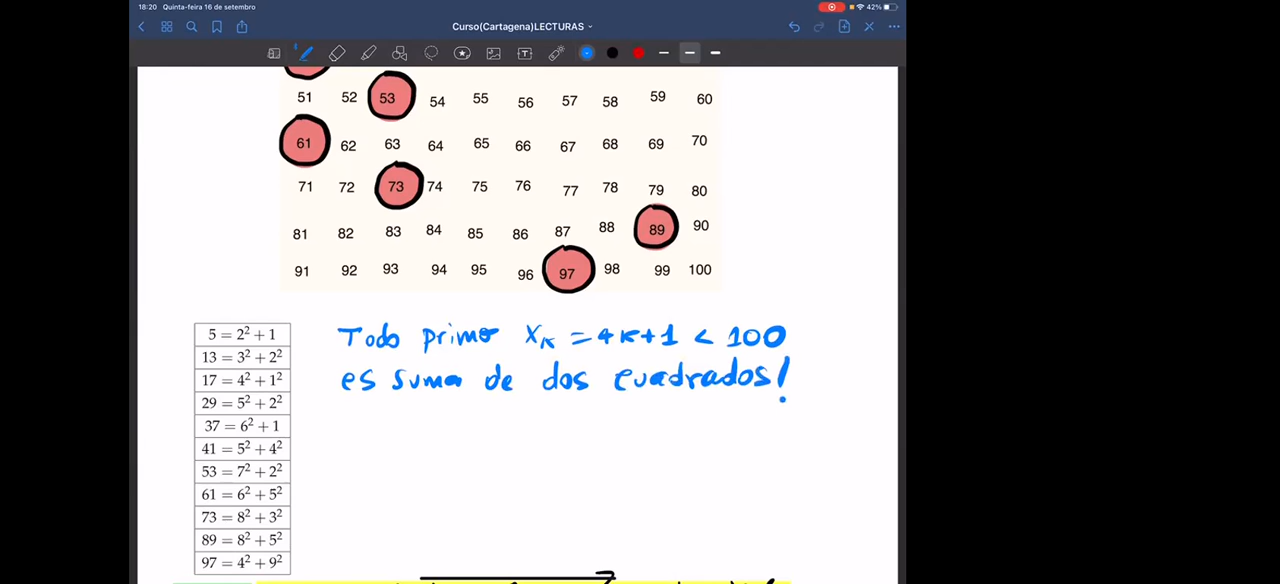 18:20 Quinta-feira 16 de setembro 42%
Curso(Cartagena)LECTURAS
51 52 53 54 55 56 57 58 59 60
61 62 63 64 65 66 67 68 69 70
71 72 73 74 75 76 77 78 79 80
81 82 83 84 85 86 87 88 89 90
91 92 93 94 95 96 97 98 99 100
5 = 2² + 1
13 = 3² + 2²
17 = 4² + 1²
29 = 5² + 2²
37 = 6² + 1
41 = 5² + 4²
53 = 7² + 2²
61 = 6² + 5²
73 = 8² + 3²
89 = 8² + 5²
97 = 4² + 9²
Todo primo Xₖ = 4k+1 < 100
es suma de dos cuadrados!